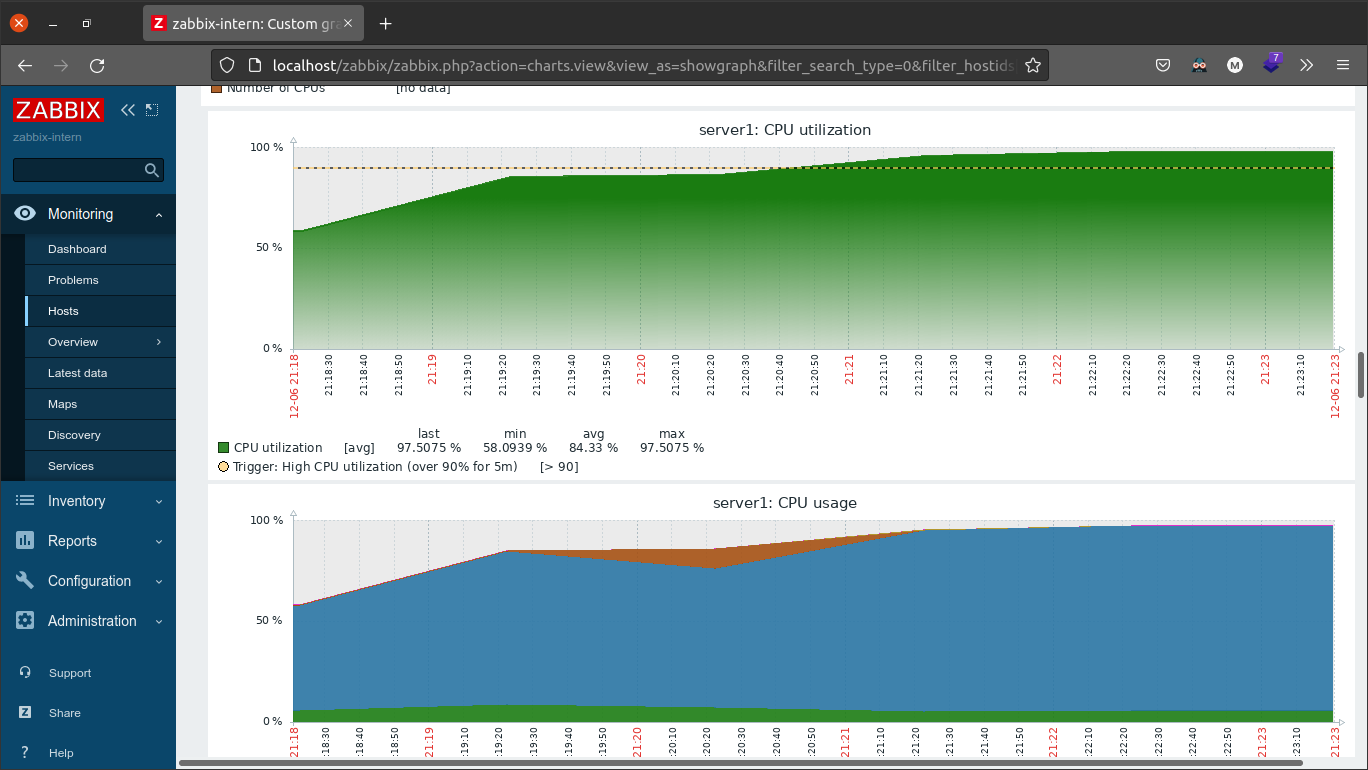 Z zabbix-intern: Custom gra
localhost/zabbix/zabbix.php?action=charts.view&view_as=showgraph&filter_search_type=0&filter_hostids
M
7
ZABBIX
zabbix-intern
Monitoring
Dashboard
Problems
Hosts
Overview
Latest data
Maps
Discovery
Services
Inventory
Reports
Configuration
Administration
Support
Z Share
? Help
Number of CPUs [no data]
server1: CPU utilization
100 %
50 %
0 %
12-06 21:18 21:18:30 21:18:40 21:18:50 21:19 21:19:10 21:19:20 21:19:30 21:19:40 21:19:50 21:20 21:20:10 21:20:20 21:20:30 21:20:40 21:20:50 21:21 21:21:10 21:21:20 21:21:30 21:21:40 21:21:50 21:22 21:22:10 21:22:20 21:22:30 21:22:40 21:22:50 21:23 21:23:10 12-06 21:23
last min avg max
CPU utilization [avg] 97.5075 % 58.0939 % 84.33 % 97.5075 %
Trigger: High CPU utilization (over 90% for 5m) [> 90]
server1: CPU usage
100 %
50 %
0 %
21:18 :18:30 :18:40 :18:50 21:19 :19:10 :19:20 :19:30 :19:40 :19:50 21:20 :20:10 :20:20 :20:30 :20:40 :20:50 21:21 :21:10 :21:20 :21:30 :21:40 :21:50 21:22 :22:10 :22:20 :22:30 :22:40 :22:50 21:23 :23:10 21:23